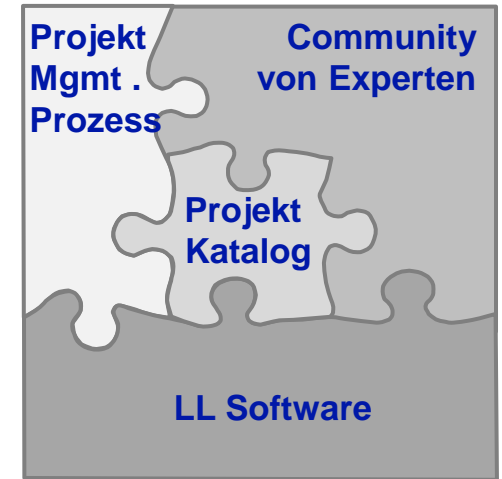 Projekt
Mgmt .
Prozess
Community
von Experten
Projekt
Katalog
LL Software